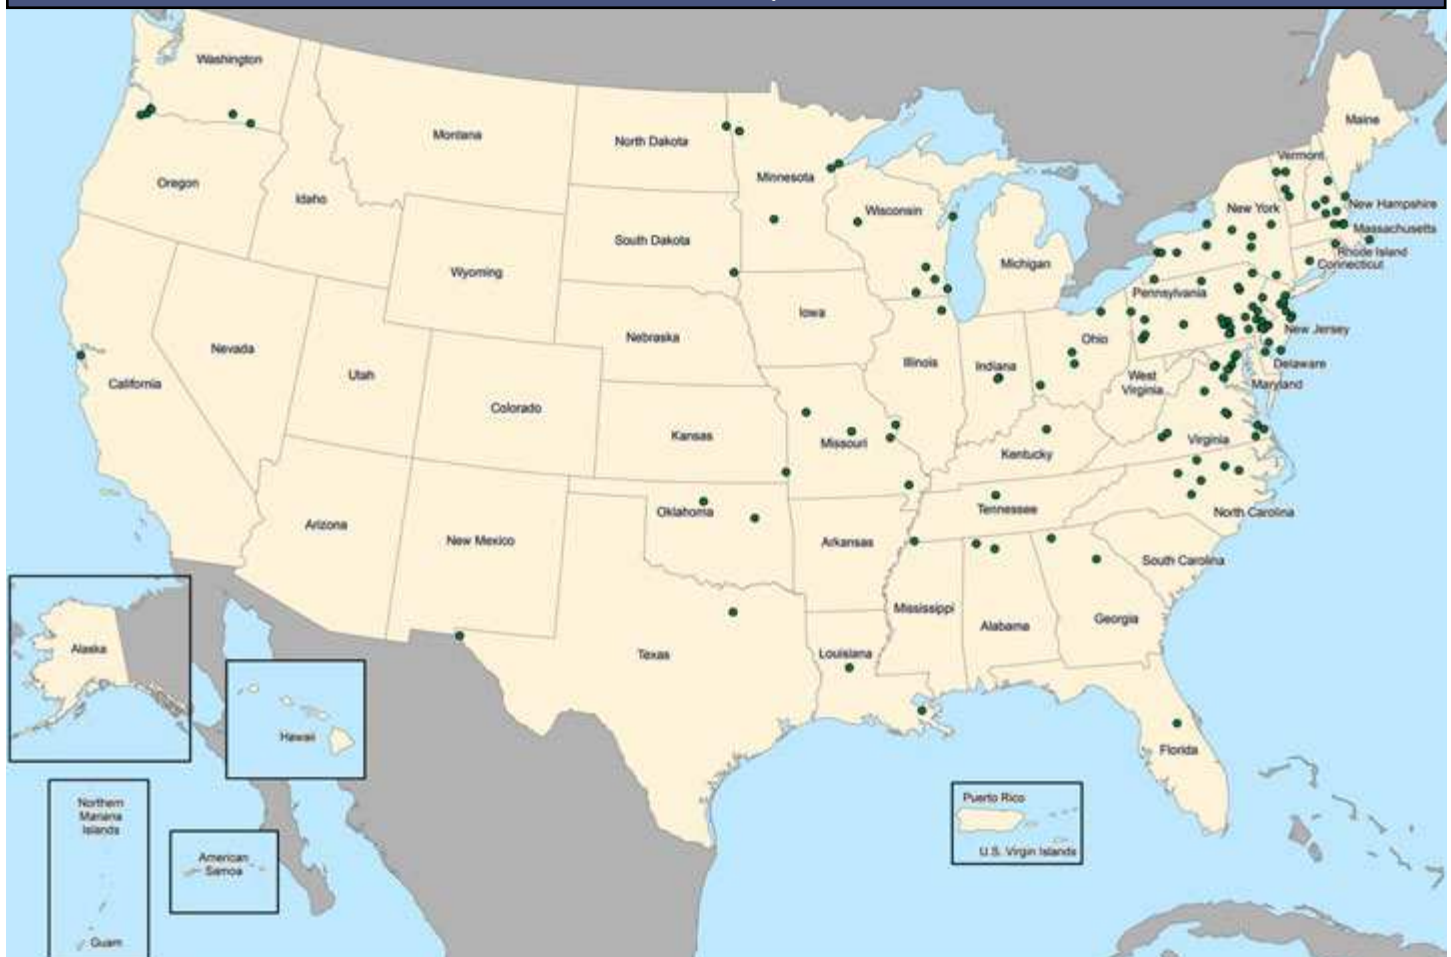 Washington
Montana
North Dakota
Minnesota
Maine
Vermont
Oregon
Idaho
Wisconsin
New York
New Hampshire
Massachusetts
South Dakota
Rhode Island
Wyoming
Michigan
Connecticut
Pennsylvania
Iowa
Nebraska
Ohio
New Jersey
Nevada
Illinois
Indiana
Utah
California
West
Virginia
Delaware
Maryland
Colorado
Kansas
Missouri
Virginia
Kentucky
Oklahoma
Tennessee
North Carolina
Arizona
New Mexico
Arkansas
South Carolina
Mississippi
Alabama
Georgia
Alaska
Texas
Louisiana
Hawaii
Florida
Northern
Mariana
Islands
Puerto Rico
U.S. Virgin Islands
American
Samoa
Guam